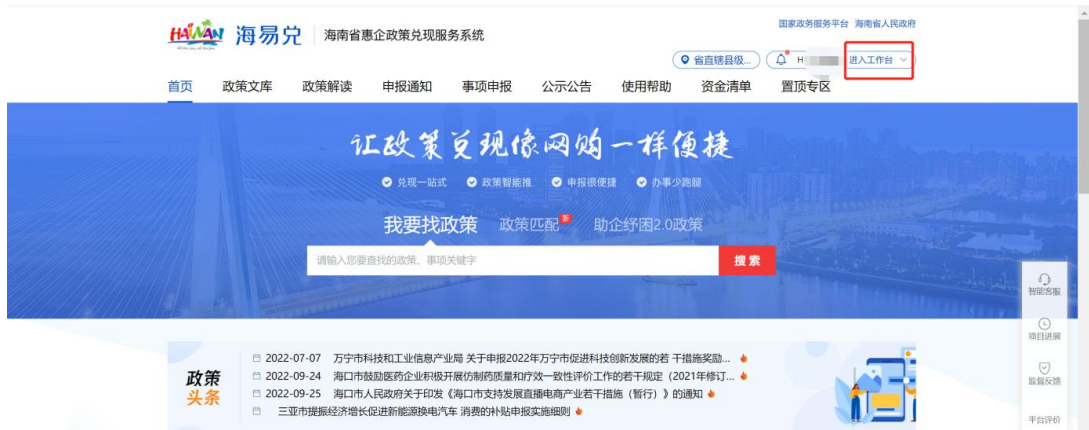 国家政务服务平台 海南省人民政府
HAINAN 海易兑 海南省惠企政策兑现服务系统
省直辖县级... H 进入工作台
首页 政策文库 政策解读 申报通知 事项申报 公示公告 使用帮助 资金清单 置顶专区
让政策兑现像网购一样便捷
兑现一站式 政策智能推 申报很便捷 办事少跑腿
我要找政策 政策匹配 新 助企纾困2.0政策
请输入您要查找的政策、事项关键字 搜索
智能客服
项目进展
监督反馈
平台评价
政策
头条
2022-07-07 万宁市科技和工业信息产业局 关于申报2022年万宁市促进科技创新发展的若 干措施奖励...
2022-09-24 海口市鼓励医药企业积极开展仿制药质量和疗效一致性评价工作的若干规定（2021年修订...
2022-09-25 海口市人民政府关于印发《海口市支持发展直播电商产业若干措施（暂行）》的通知
三亚市提振经济增长促进新能源换电汽车 消费的补贴申报实施细则